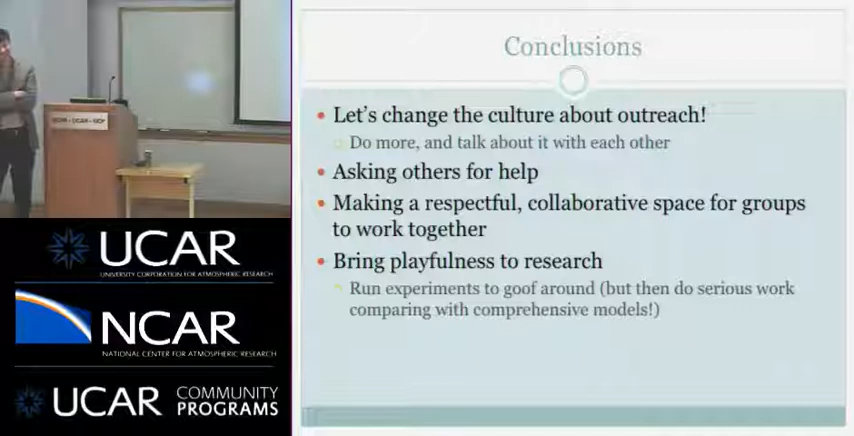 Conclusions
Let's change the culture about outreach!
Do more, and talk about it with each other
Asking others for help
Making a respectful, collaborative space for groups
to work together
Bring playfulness to research
Run experiments to goof around (but then do serious work
comparing with comprehensive models!)
UCAR
UNIVERSITY CORPORATION FOR ATMOSPHERIC RESEARCH
NCAR
NATIONAL CENTER FOR ATMOSPHERIC RESEARCH
UCAR COMMUNITY
PROGRAMS